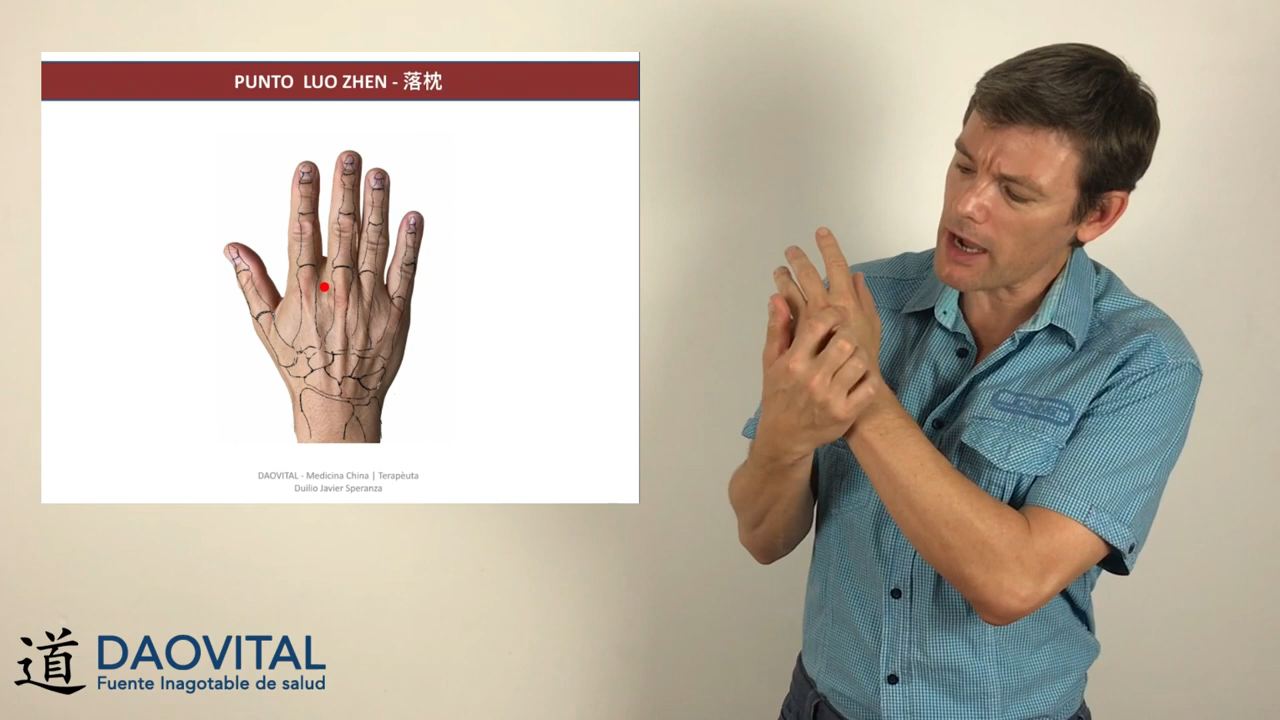 PUNTO LUO ZHEN - 落枕
DAOVITAL - Medicina China | Terapèuta
Duilio Javier Speranza
道 DAOVITAL
Fuente Inagotable de salud